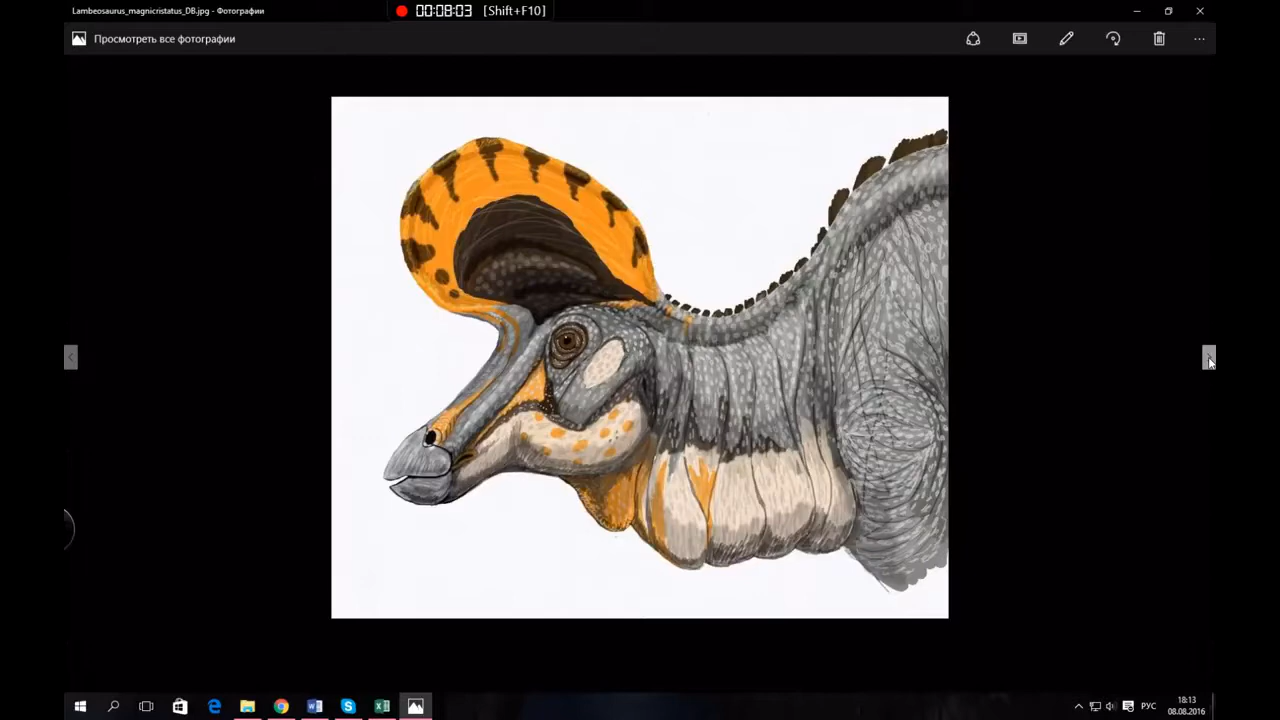 Lambeosaurus_magnicristatus_DB.jpg - Фотографии
00:08:03 [Shift+F10]
Просмотреть все фотографии
РУС
18:13
08.08.2016